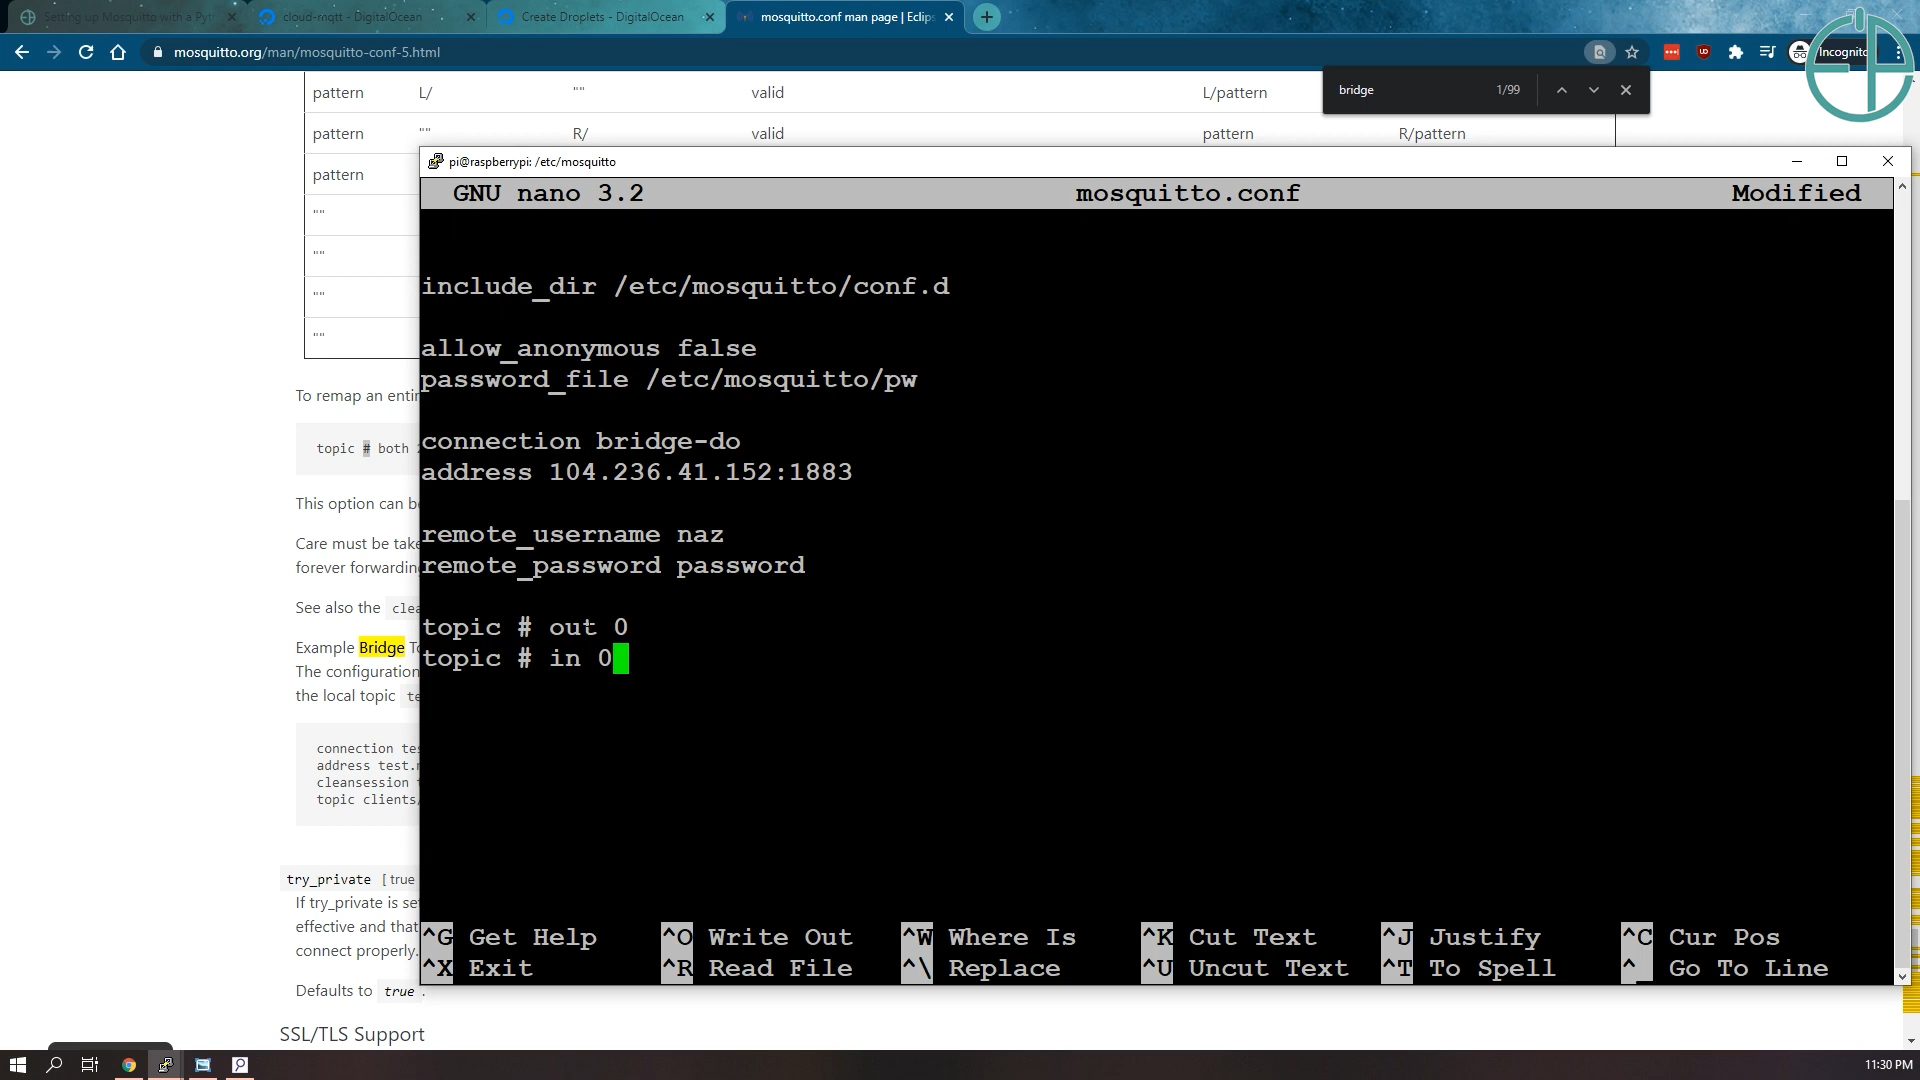 Setting up Mosquitto with a Pyt
cloud-mqtt - DigitalOcean
Create Droplets - DigitalOcean
mosquitto.conf man page | Eclips
mosquitto.org/man/mosquitto-conf-5.html
Incognito
bridge 1/99
pattern L/ "" valid L/pattern
pattern "" R/ valid pattern R/pattern
pattern
""
""
""
""
To remap an entir
topic # both
This option can be
Care must be take
forever forwarding
See also the clea
Example Bridge To
The configuration
the local topic te
connection tes
address test.
cleansession
topic clients/
try_private [ true
If try_private is set
effective and that
connect properly.
Defaults to true .
SSL/TLS Support
pi@raspberrypi: /etc/mosquitto
GNU nano 3.2 mosquitto.conf Modified
include_dir /etc/mosquitto/conf.d
allow_anonymous false
password_file /etc/mosquitto/pw
connection bridge-do
address 104.236.41.152:1883
remote_username naz
remote_password password
topic # out 0
topic # in 0
^G Get Help ^O Write Out ^W Where Is ^K Cut Text ^J Justify ^C Cur Pos
^X Exit ^R Read File ^\ Replace ^U Uncut Text ^T To Spell ^_ Go To Line
11:30 PM